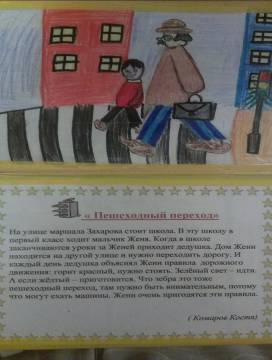 « Пешеходный переход»
На улице маршала Захарова стоит школа. В эту школу в
первый класс ходит мальчик Женя. Когда в школе
заканчиваются уроки за Женей приходит дедушка. Дом Жени
находится на другой улице и нужно переходить дорогу. И
каждый день дедушка объяснял Жени правила дорожного
движения: горит красный, нужно стоять. Зелёный свет – идти.
А если жёлтый – приготовится. Что зебра это тоже
пешеходный переход, там нужно быть внимательным, потому
что могут ехать машины. Жени очень пригодятся эти правила.
( Комаров Костя)